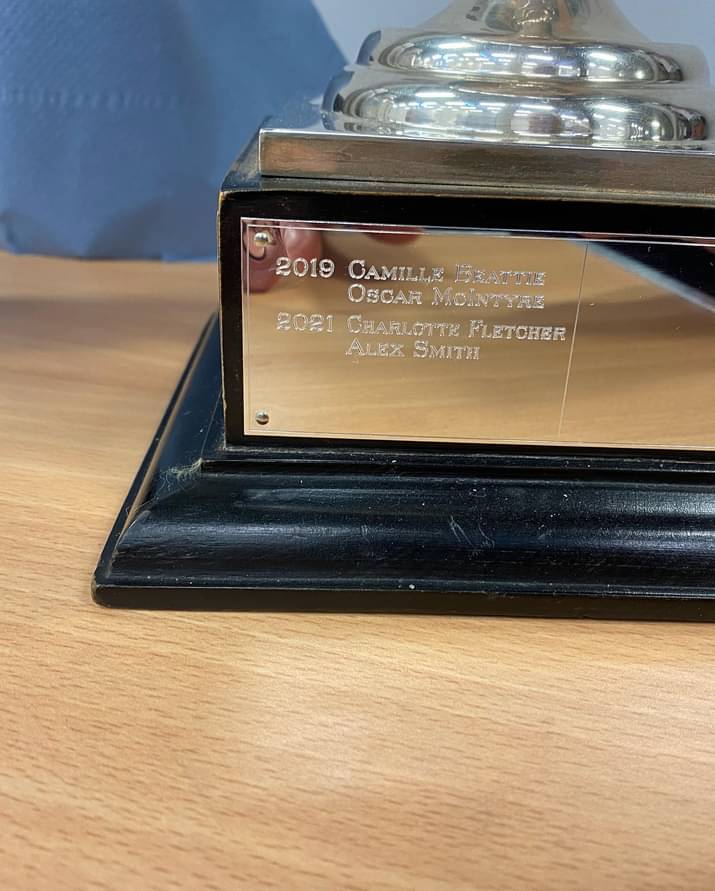 2019 Camille Beattie
Oscar McIntyre
2021 Charlotte Fletcher
Alex Smith